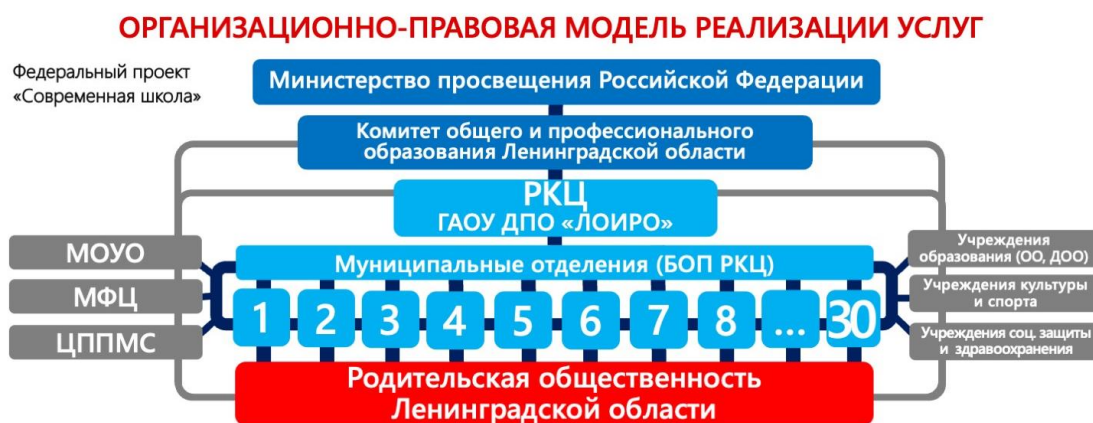 ОРГАНИЗАЦИОННО-ПРАВОВАЯ МОДЕЛЬ РЕАЛИЗАЦИИ УСЛУГ
Федеральный проект
«Современная школа»
Министерство просвещения Российской Федерации
Комитет общего и профессионального
образования Ленинградской области
РКЦ
ГАОУ ДПО «ЛОИРО»
МОУО
МФЦ
ЦППМС
Муниципальные отделения (БОП РКЦ)
1 2 3 4 5 6 7 8 ... 30
Учреждения
образования (ОО, ДОО)
Учреждения культуры
и спорта
Учреждения соц. защиты
и здравоохранения
Родительская общественность
Ленинградской области